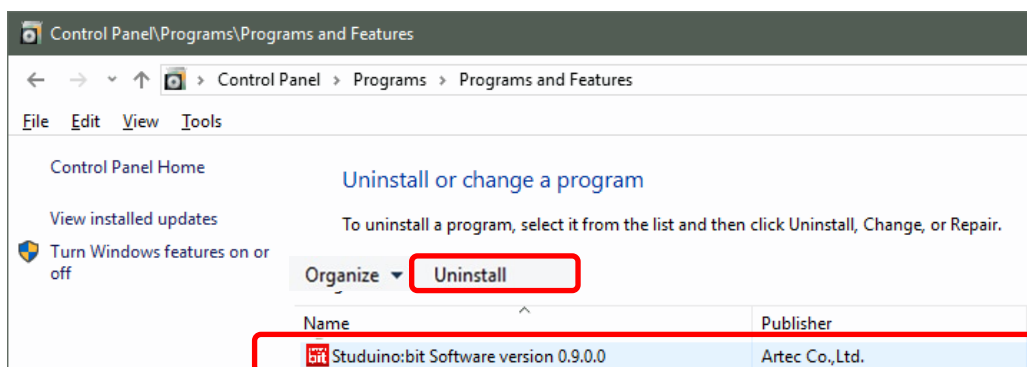 Control Panel\Programs\Programs and Features
Control Panel > Programs > Programs and Features
File Edit View Tools
Control Panel Home
Uninstall or change a program
View installed updates
To uninstall a program, select it from the list and then click Uninstall, Change, or Repair.
Turn Windows features on or
off
Organize Uninstall
Name Publisher
bit Studuino:bit Software version 0.9.0.0 Artec Co.,Ltd.